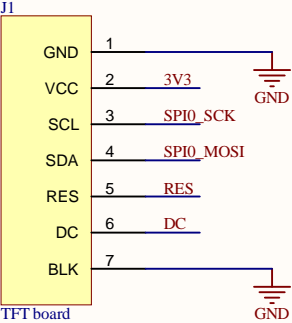 J1
GND 1
VCC 2 3V3
GND
SCL 3 SPI0_SCK
SDA 4 SPI0_MOSI
RES 5 RES
DC 6 DC
BLK 7
TFT board GND